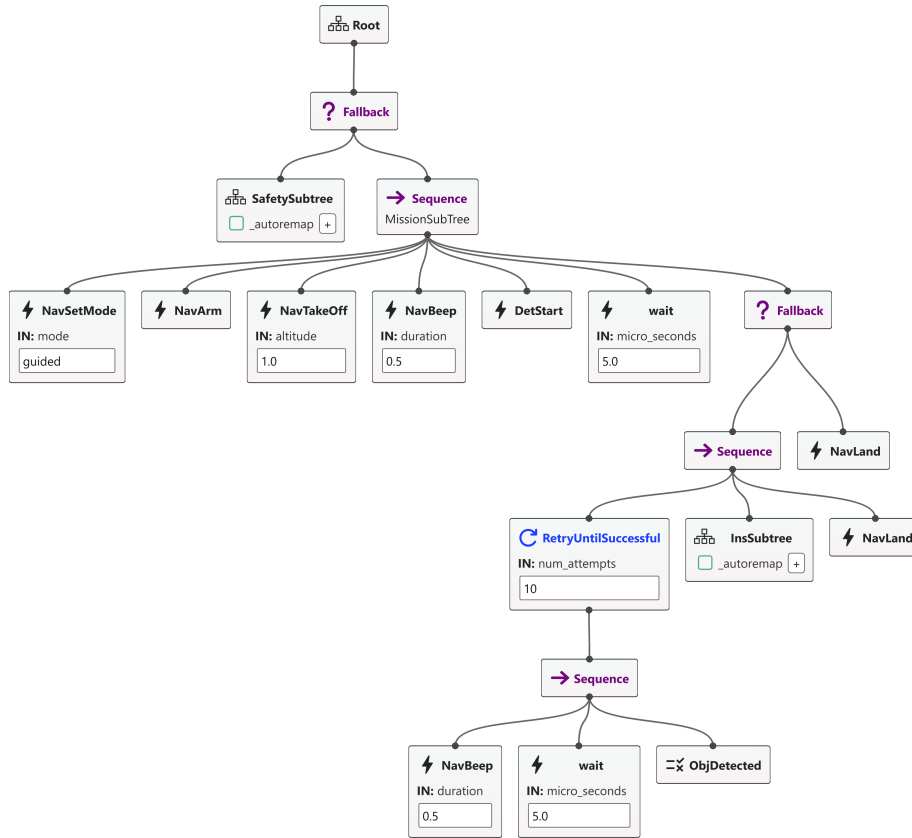 Root
Fallback
SafetySubtree
_autoremap +
Sequence
MissionSubTree
NavSetMode
IN: mode
guided
NavArm
NavTakeOff
IN: altitude
1.0
NavBeep
IN: duration
0.5
DetStart
wait
IN: micro_seconds
5.0
Fallback
Sequence
NavLand
RetryUntilSuccessful
IN: num_attempts
10
InsSubtree
_autoremap +
NavLand
Sequence
NavBeep
IN: duration
0.5
wait
IN: micro_seconds
5.0
ObjDetected